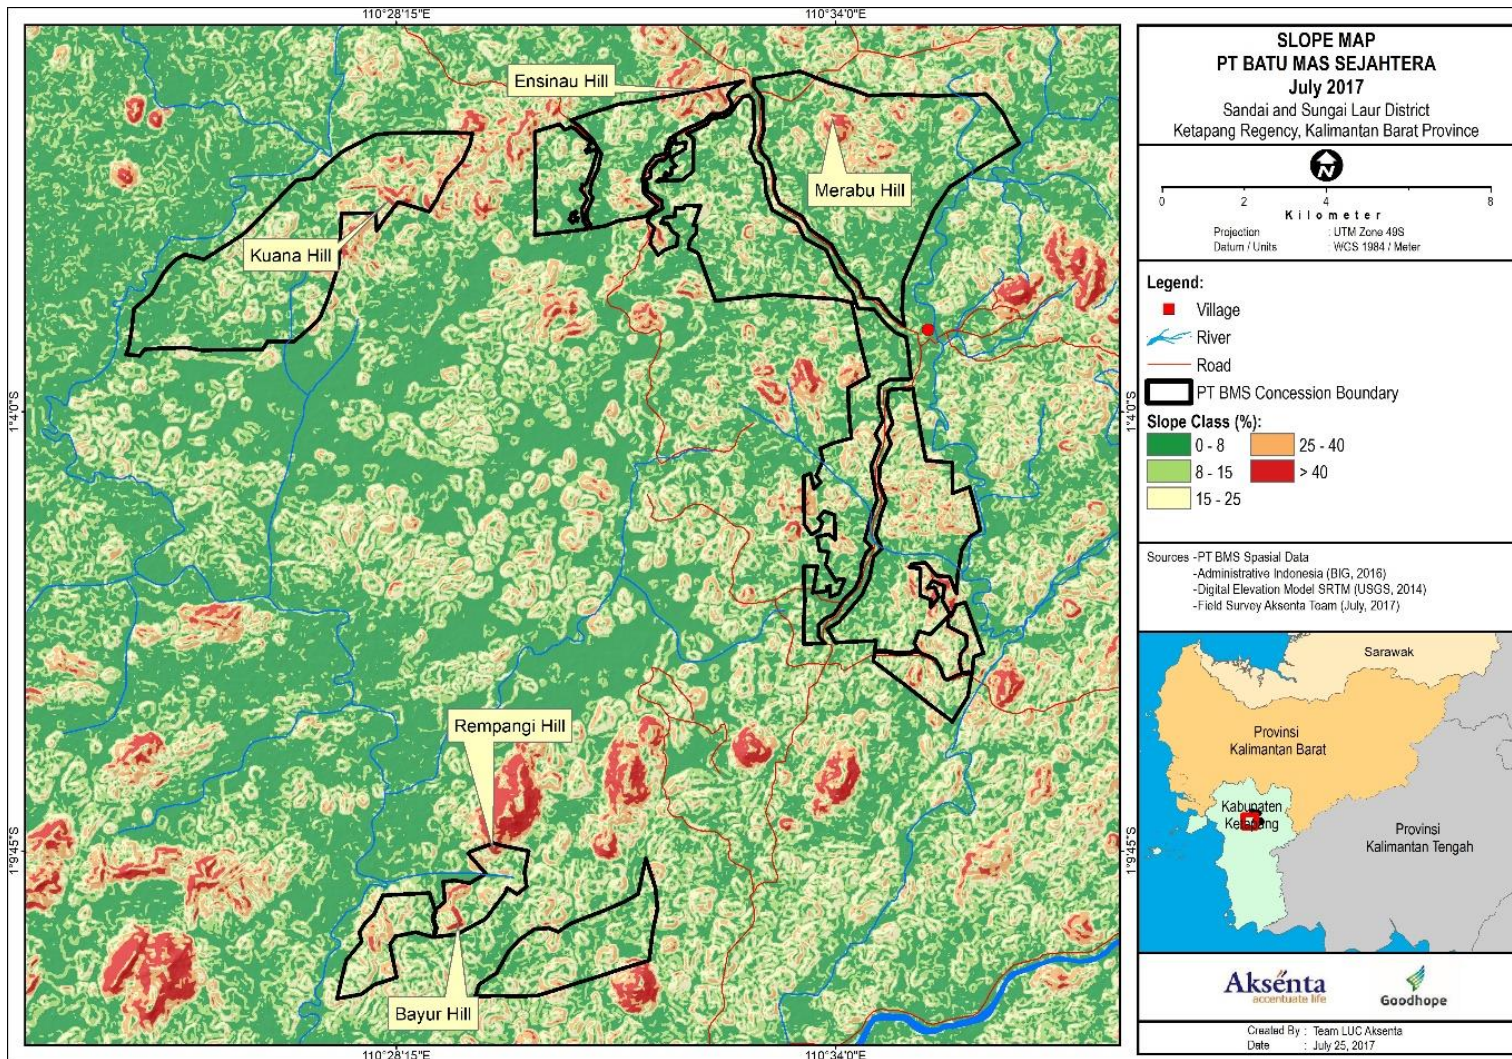 110°28'15"E
110°34'0"E
Ensinau Hill
Merabu Hill
Kuana Hill
1°4'0"S
1°4'0"S
Rempangi Hill
1°9'45"S
1°9'45"S
Bayur Hill
110°28'15"E
110°34'0"E
SLOPE MAP
PT BATU MAS SEJAHTERA
July 2017
Sandai and Sungai Laur District
Ketapang Regency, Kalimantan Barat Province
N
0 2 4 6 8
Kilometer
Projection : UTM Zone 49S
Datum / Units : WGS 1984 / Meter
Legend:
Village
River
Road
PT BMS Concession Boundary
Slope Class (%):
0 - 8 25 - 40
8 - 15 > 40
15 - 25
Sources -PT BMS Spasial Data
-Administrative Indonesia (BIG, 2016)
-Digital Elevation Model SRTM (USGS, 2014)
-Field Survey Aksenta Team (July, 2017)
Sarawak
Provinsi
Kalimantan Barat
Kabupaten
Ketapang
Provinsi
Kalimantan Tengah
Aksenta
accentuate life
Goodhope
Created By : Team LUC Aksenta
Date : July 25, 2017